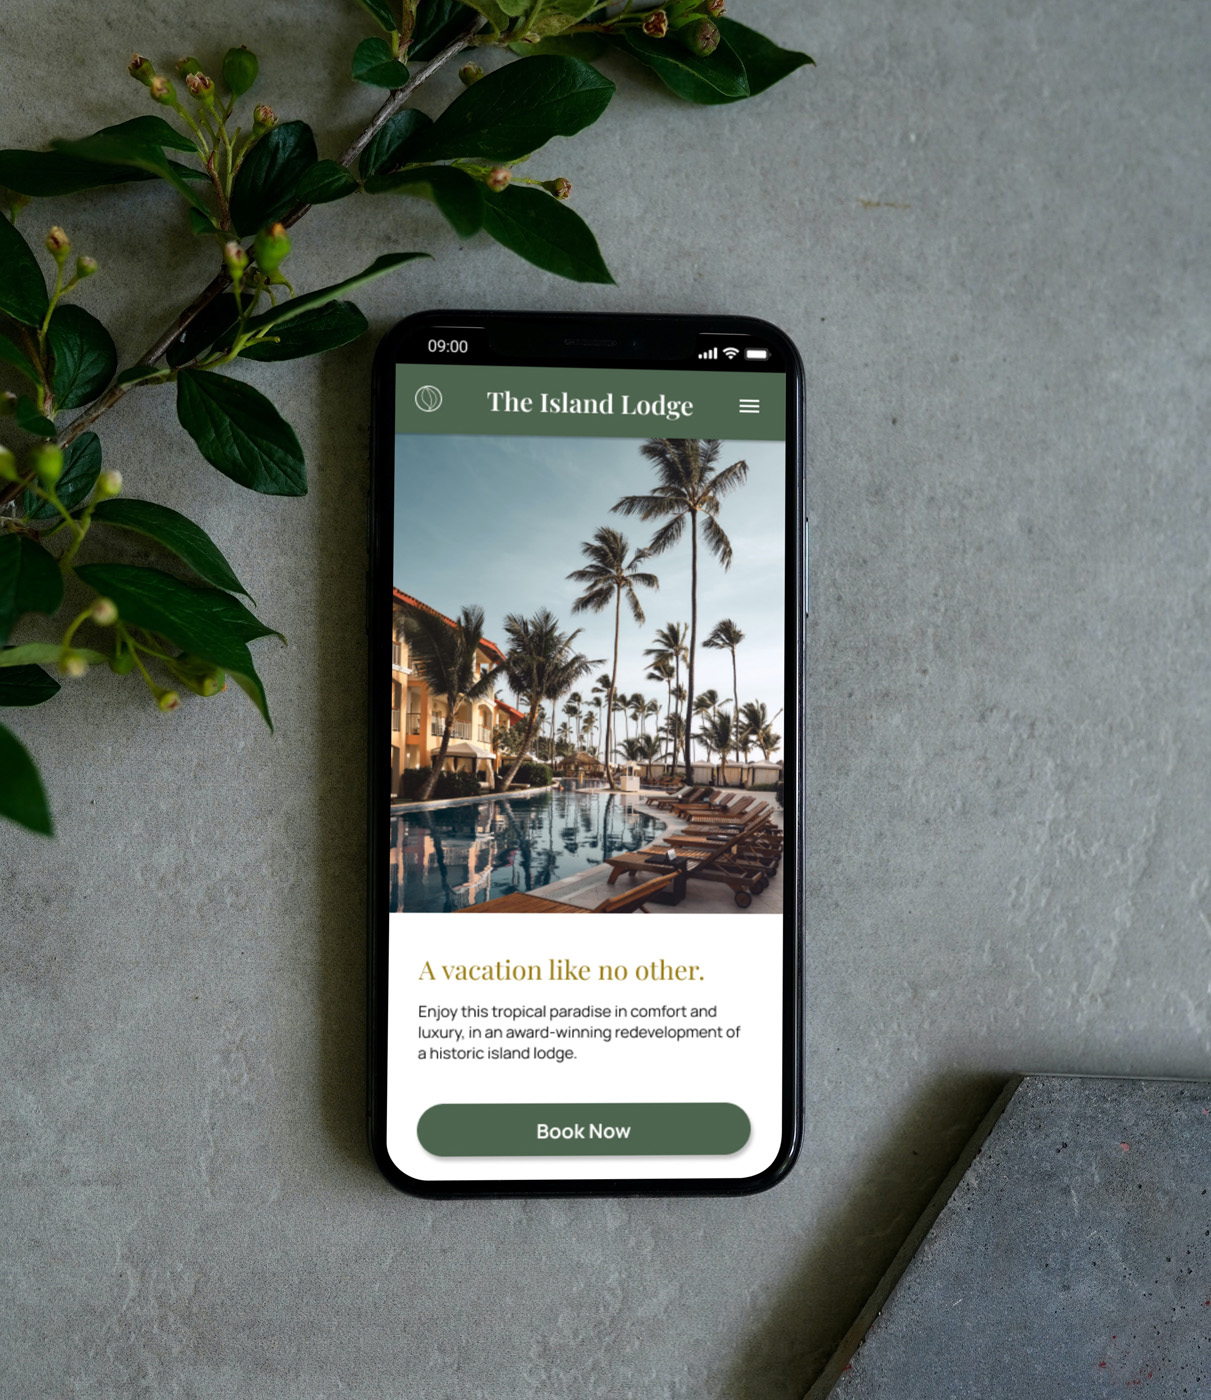 09:00
The Island Lodge
A vacation like no other.
Enjoy this tropical paradise in comfort and
luxury, in an award-winning redevelopment of
a historic island lodge.
Book Now